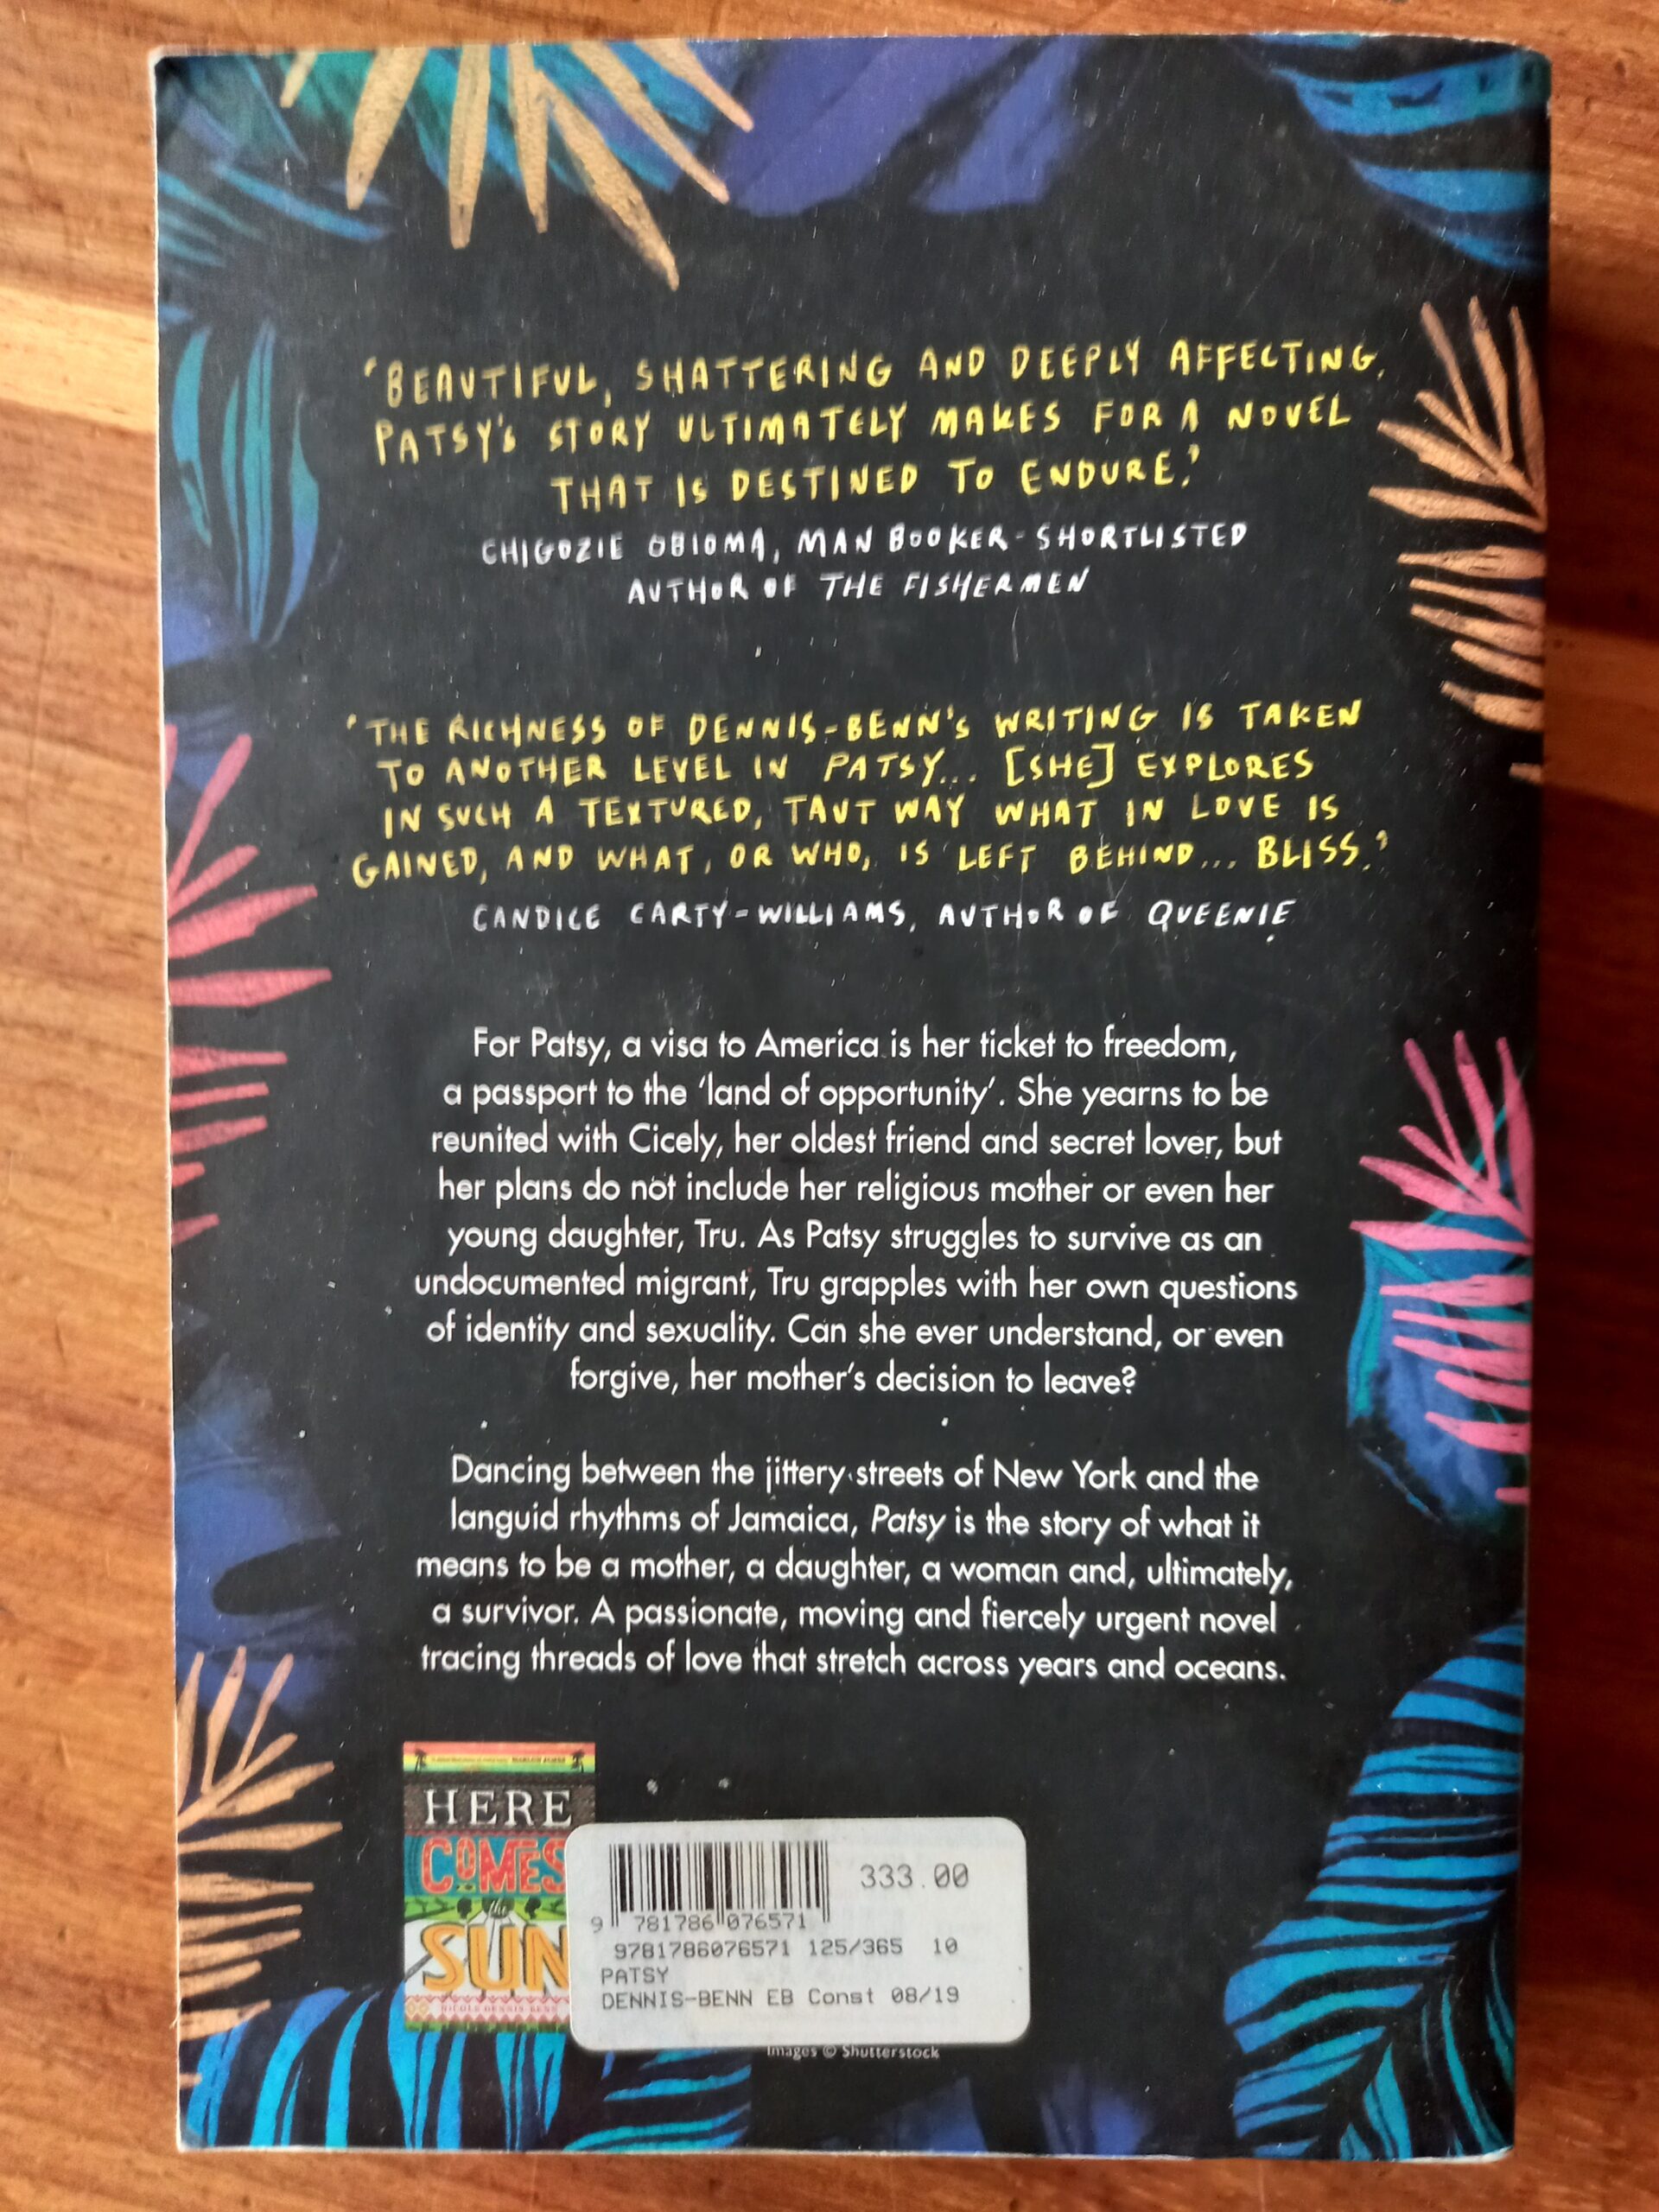 ‘BEAUTIFUL, SHATTERING AND DEEPLY AFFECTING,
PATSY'S STORY ULTIMATELY MAKES FOR A NOVEL
THAT IS DESTINED TO ENDURE.’
CHIGOZIE OBIOMA, MAN BOOKER-SHORTLISTED
AUTHOR OF THE FISHERMEN
‘THE RICHNESS OF DENNIS-BENN'S WRITING IS TAKEN
TO ANOTHER LEVEL IN PATSY... [SHE] EXPLORES
IN SUCH A TEXTURED, TAUT WAY WHAT IN LOVE IS
GAINED, AND WHAT, OR WHO, IS LEFT BEHIND... BLISS.’
CANDICE CARTY-WILLIAMS, AUTHOR OF QUEENIE
For Patsy, a visa to America is her ticket to freedom,
a passport to the ‘land of opportunity’. She yearns to be
reunited with Cicely, her oldest friend and secret lover, but
her plans do not include her religious mother or even her
young daughter, Tru. As Patsy struggles to survive as an
undocumented migrant, Tru grapples with her own questions
of identity and sexuality. Can she ever understand, or even
forgive, her mother’s decision to leave?
Dancing between the jittery streets of New York and the
languid rhythms of Jamaica, Patsy is the story of what it
means to be a mother, a daughter, a woman and, ultimately,
a survivor. A passionate, moving and fiercely urgent novel
tracing threads of love that stretch across years and oceans.
HERE
COMES
the
SUN
NICOLE DENNIS-BENN
333.00
9 781786 076571
9781786076571 125/365 10
PATSY
DENNIS-BENN EB Const 08/19
Images © Shutterstock